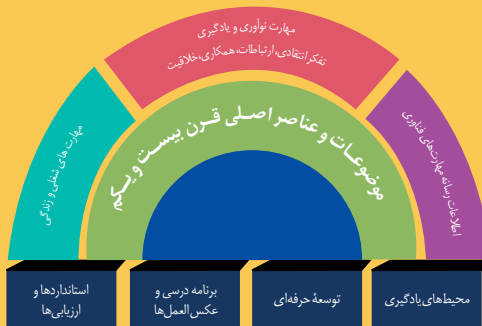 مهارت نوآوری و یادگیری
تفکر انتقادی، ارتباطات، همکاری، خلاقیت
مهارت های شغلی و زندگی
موضوعات و عناصر اصلی قرن بیست و یکم
اطلاعات رسانه مهارت‌های فناوری
محیط‌های یادگیری
توسعهٔ حرفه‌ای
برنامه درسی و
عکس‌العمل‌ها
استانداردها و
ارزیابی‌ها